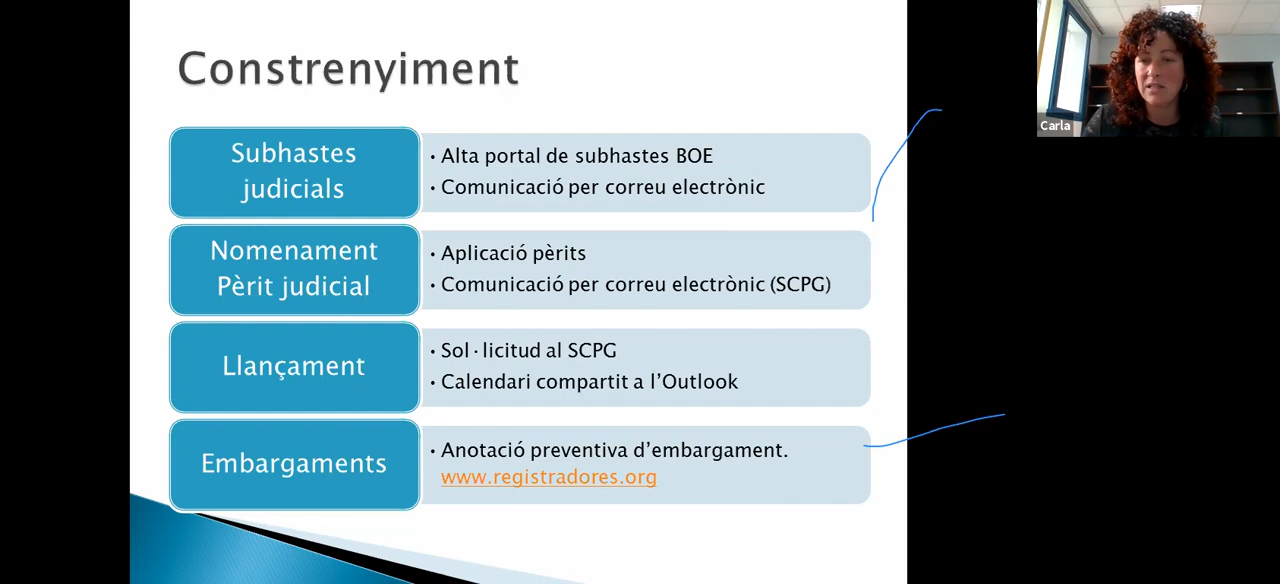 Constrenyiment
Subhastes
judicials
• Alta portal de subhastes BOE
• Comunicació per correu electrònic
Nomenament
Pèrit judicial
• Aplicació pèrits
• Comunicació per correu electrònic (SCPG)
Llançament
• Sol·licitud al SCPG
• Calendari compartit a l’Outlook
Embargaments
• Anotació preventiva d’embargament.
www.registradores.org
Carla